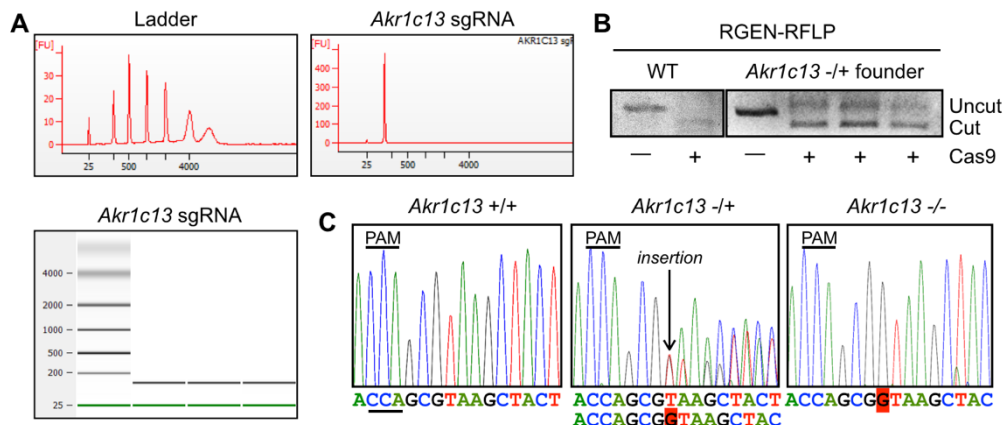 A
Ladder
[FU]
30
20
10
0
25
500
4000
Akr1c13 sgRNA
[FU]
400
300
200
100
0
25
500
4000
Akr1c13 sgRNA
4000
2000
1000
500
200
25
B
RGEN-RFLP
WT
Akr1c13 -/+ founder
Uncut
Cut
— + — + + + Cas9
C
Akr1c13 +/+
PAM
ACCAGCGTAAGCTACT
Akr1c13 -/+
PAM
insertion
ACCAGCGTAAGCTACT
ACCAGCGGTAAGCTAC
Akr1c13 -/-
PAM
ACCAGCGGTAAGCTAC